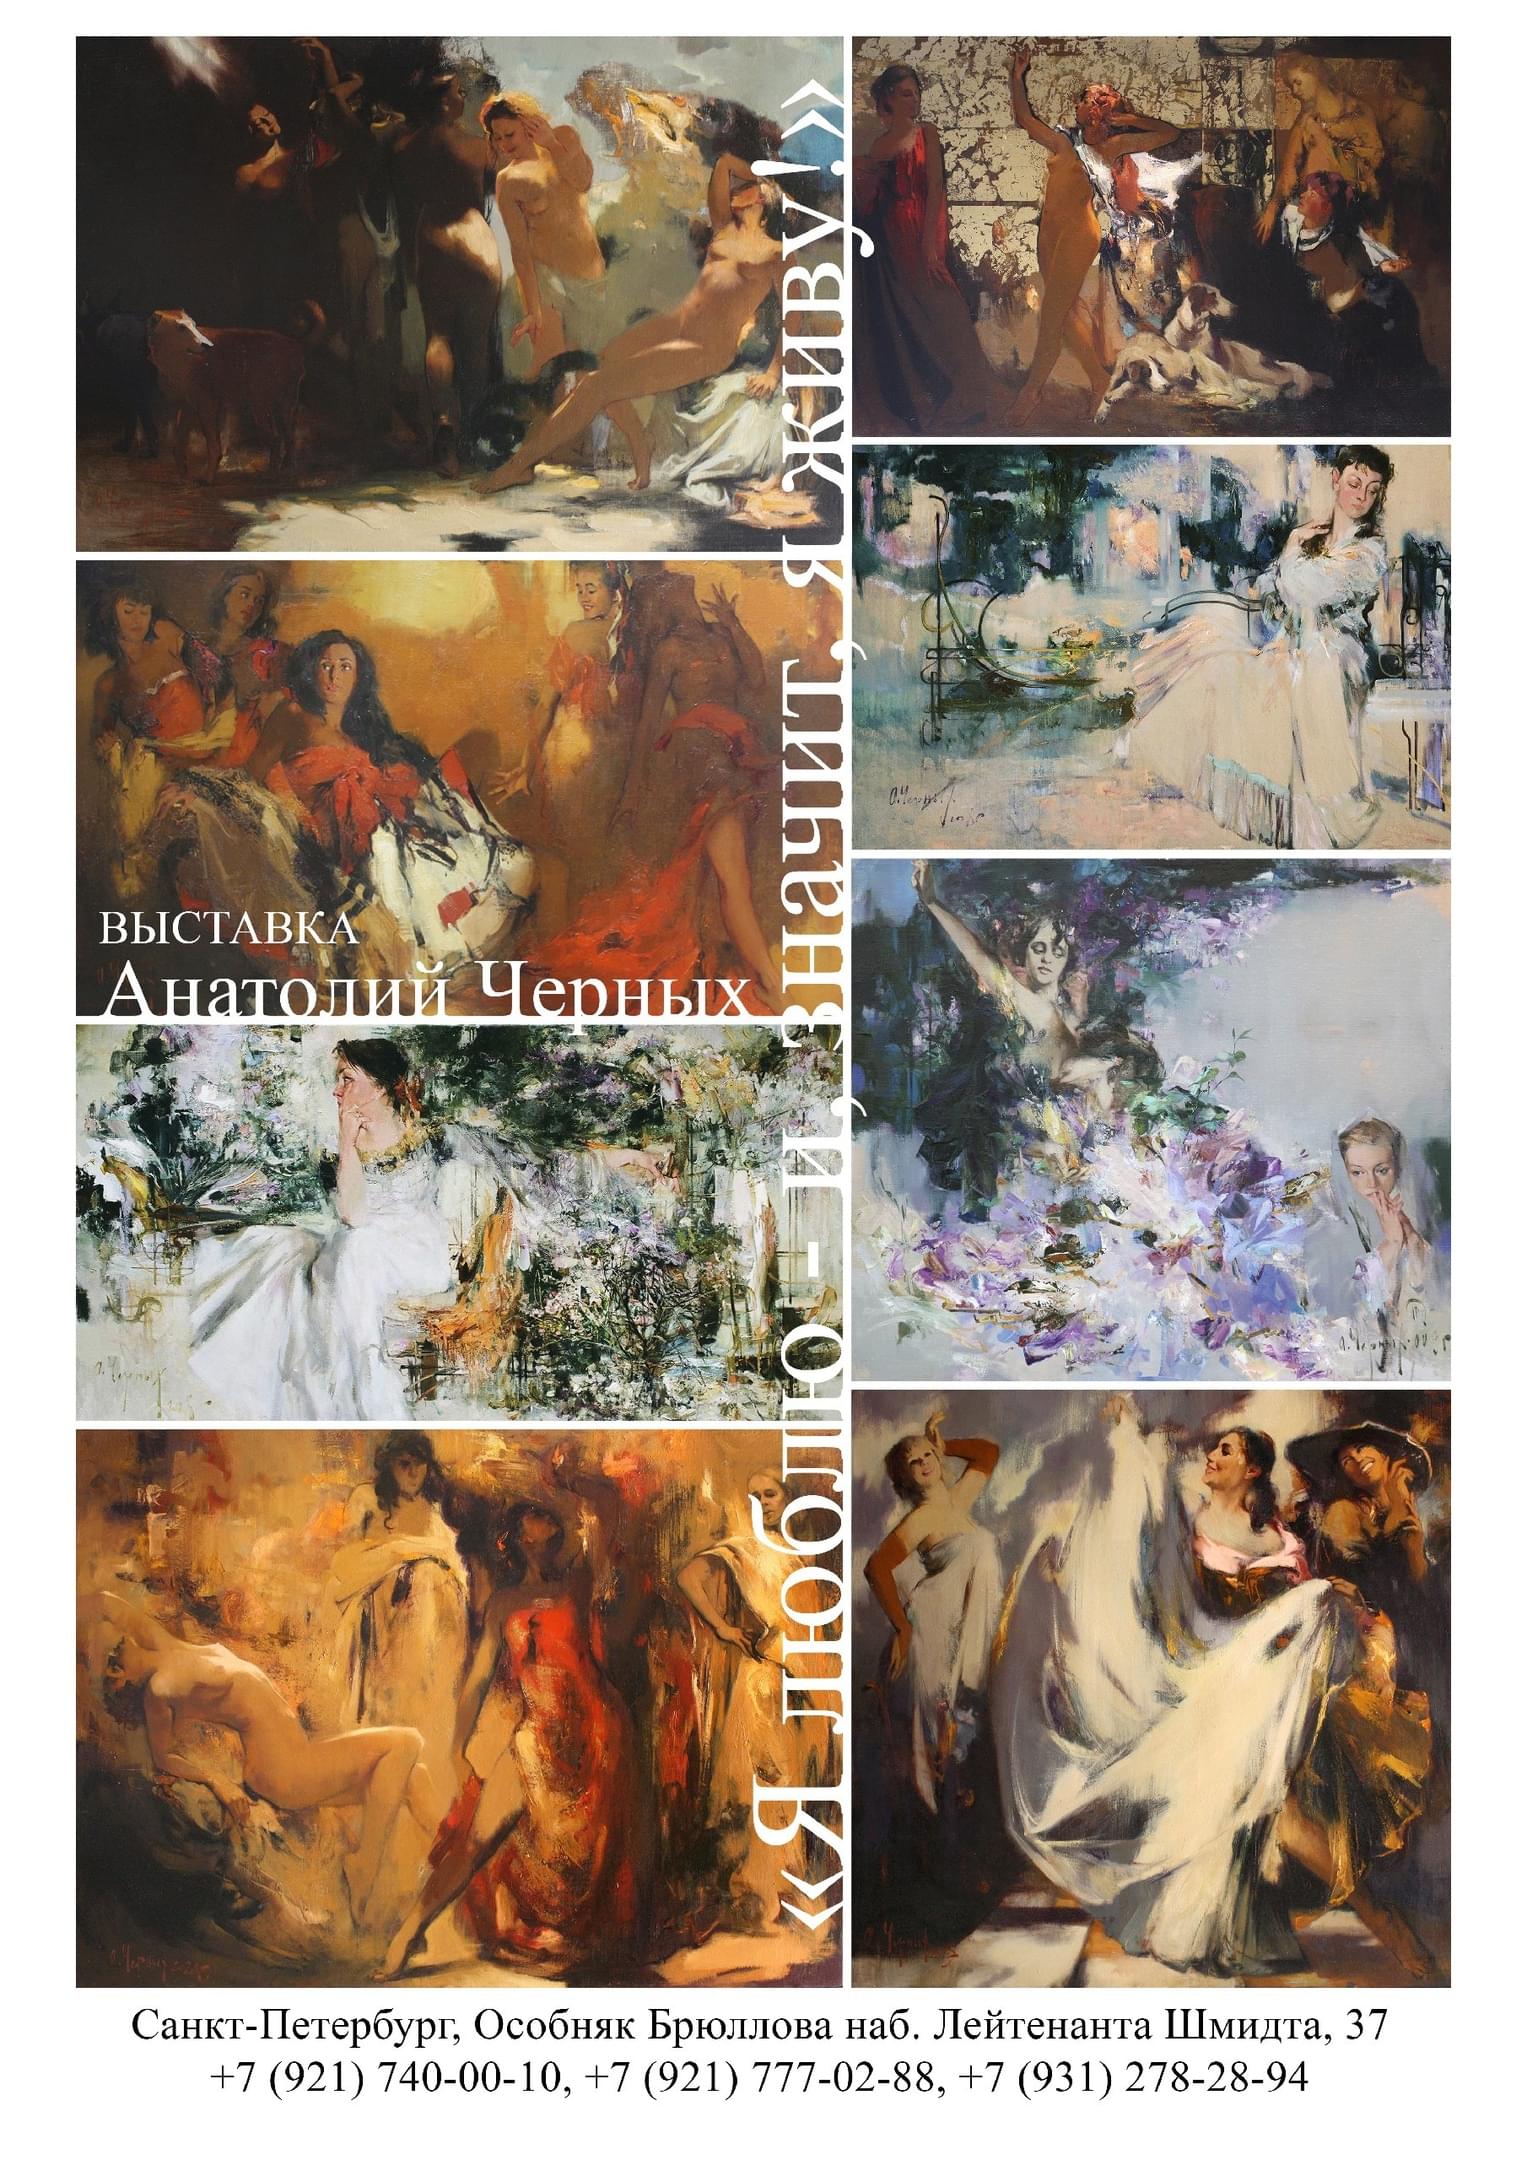 ВЫСТАВКА
Анатолий Черных
«Я люблю - и, значит, я живу!»
Санкт-Петербург, Особняк Брюллова наб. Лейтенанта Шмидта, 37
+7 (921) 740-00-10, +7 (921) 777-02-88, +7 (931) 278-28-94